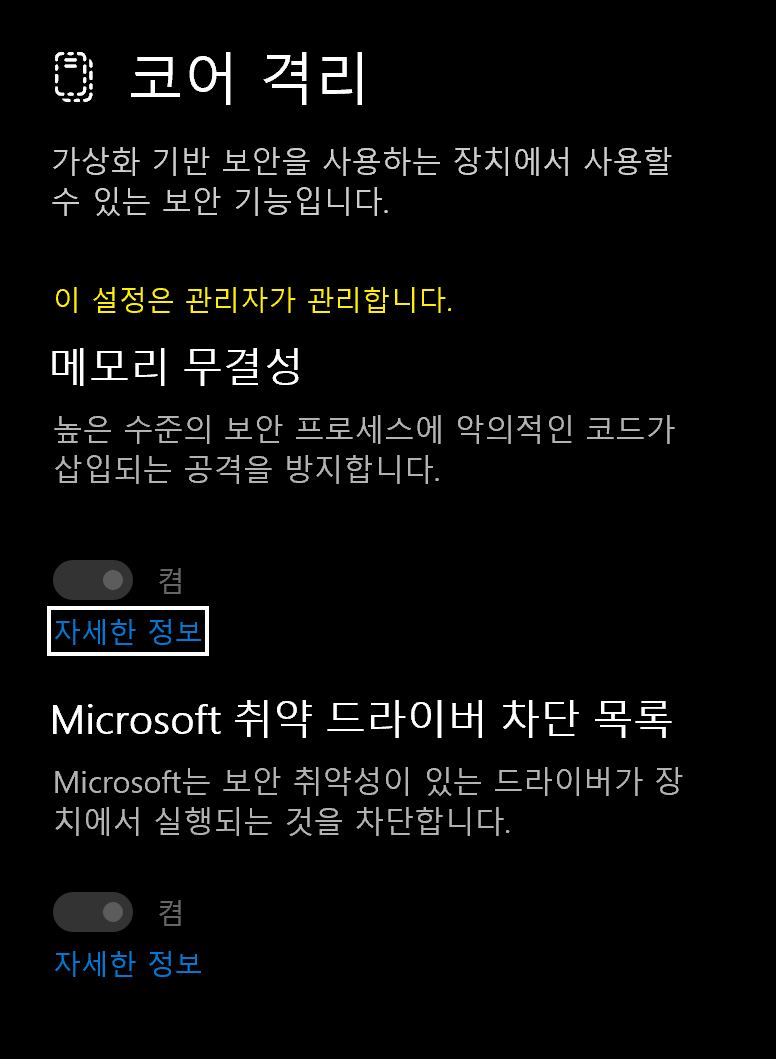 코어 격리
가상화 기반 보안을 사용하는 장치에서 사용할
수 있는 보안 기능입니다.
이 설정은 관리자가 관리합니다.
메모리 무결성
높은 수준의 보안 프로세스에 악의적인 코드가
삽입되는 공격을 방지합니다.
켬
자세한 정보
Microsoft 취약 드라이버 차단 목록
Microsoft는 보안 취약성이 있는 드라이버가 장
치에서 실행되는 것을 차단합니다.
켬
자세한 정보